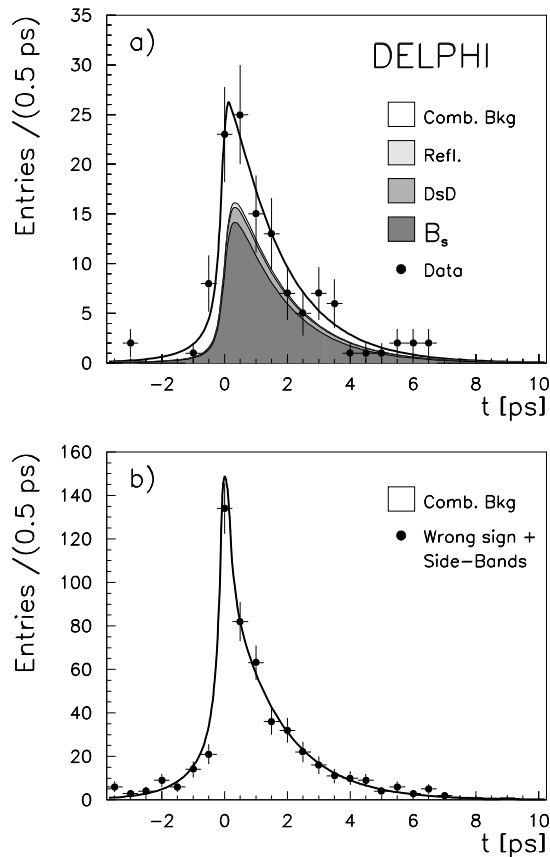 a)
DELPHI
Entries /(0.5 ps)
35
30
25
20
15
10
5
0
Comb. Bkg
Refl.
DsD
Bs
Data
−2 0 2 4 6 8 10
t [ps]
b)
Entries /(0.5 ps)
160
140
120
100
80
60
40
20
0
Comb. Bkg
Wrong sign +
Side−Bands
−2 0 2 4 6 8 10
t [ps]